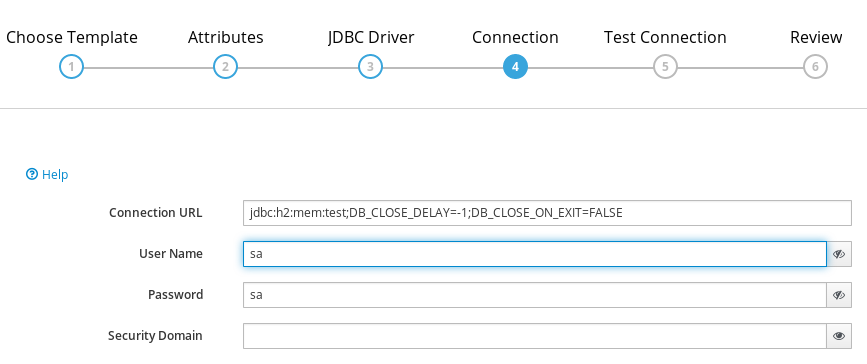 Choose Template Attributes JDBC Driver Connection Test Connection Review
1 2 3 4 5 6
Help
Connection URL jdbc:h2:mem:test;DB_CLOSE_DELAY=-1;DB_CLOSE_ON_EXIT=FALSE
User Name sa
Password sa
Security Domain